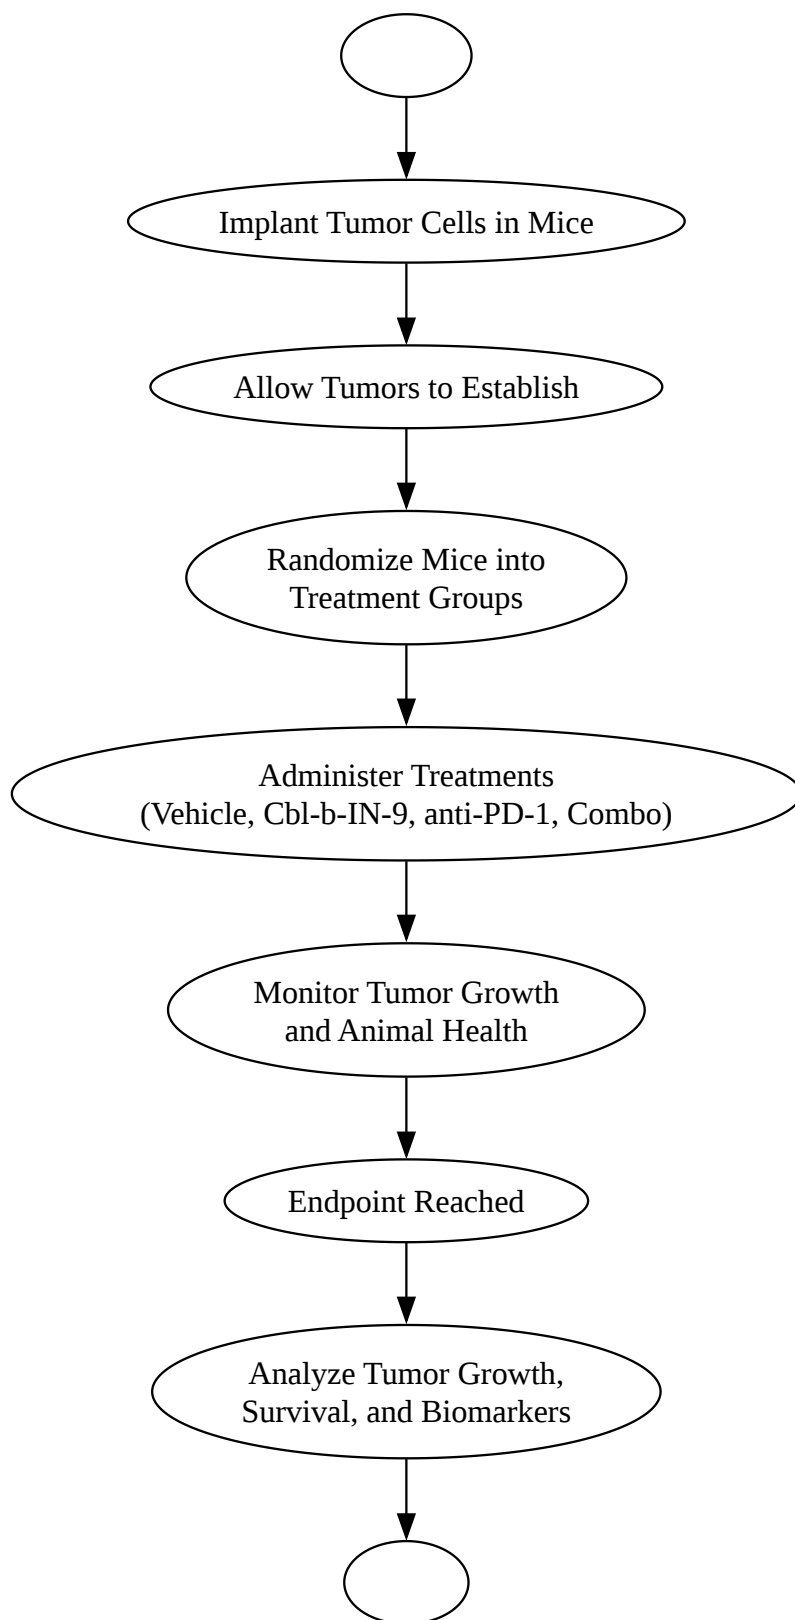 Implant Tumor Cells in Mice
Allow Tumors to Establish
Randomize Mice into
Treatment Groups
Administer Treatments
(Vehicle, Cbl-b-IN-9, anti-PD-1, Combo)
Monitor Tumor Growth
and Animal Health
Endpoint Reached
Analyze Tumor Growth,
Survival, and Biomarkers